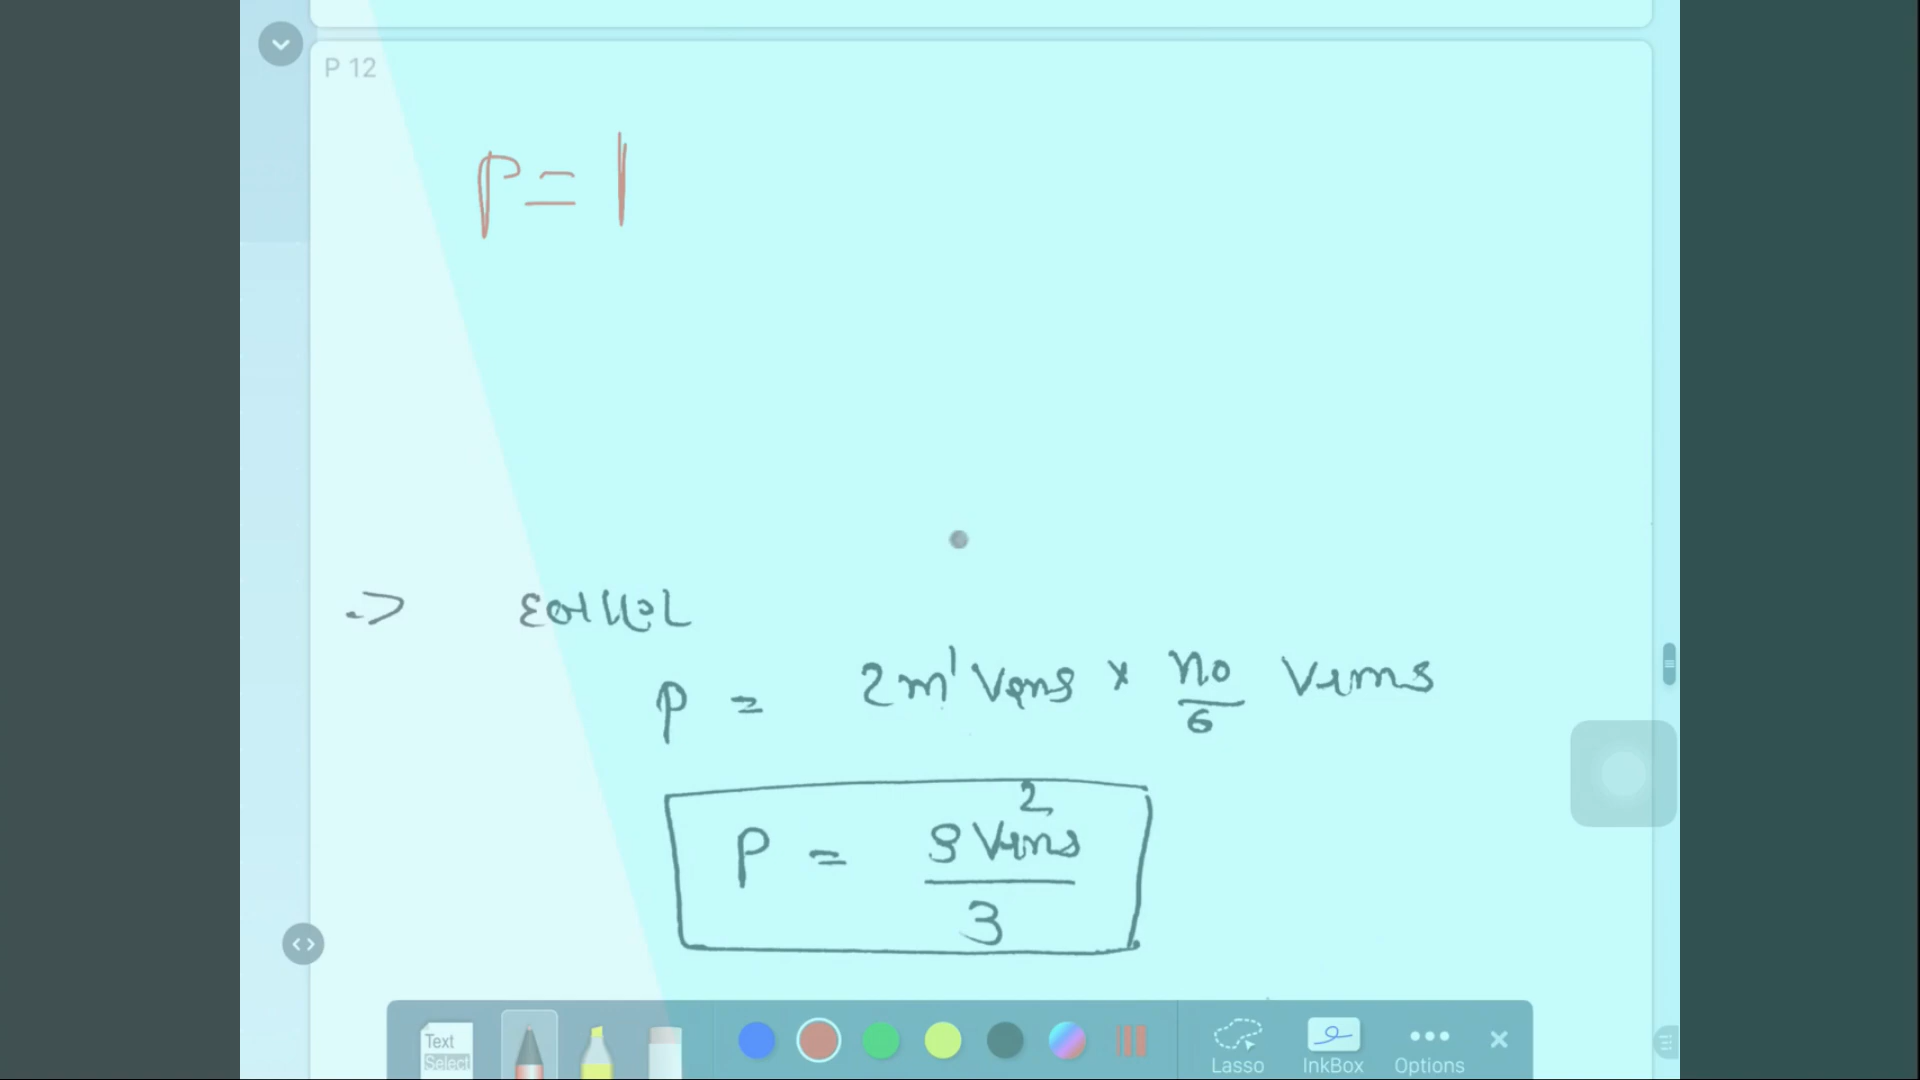 P 12
P = 1
->
P = 2m' Vrms × no/6 Vrms
P = ρ Vrms²/3
Text
Select
Lasso
InkBox
Options